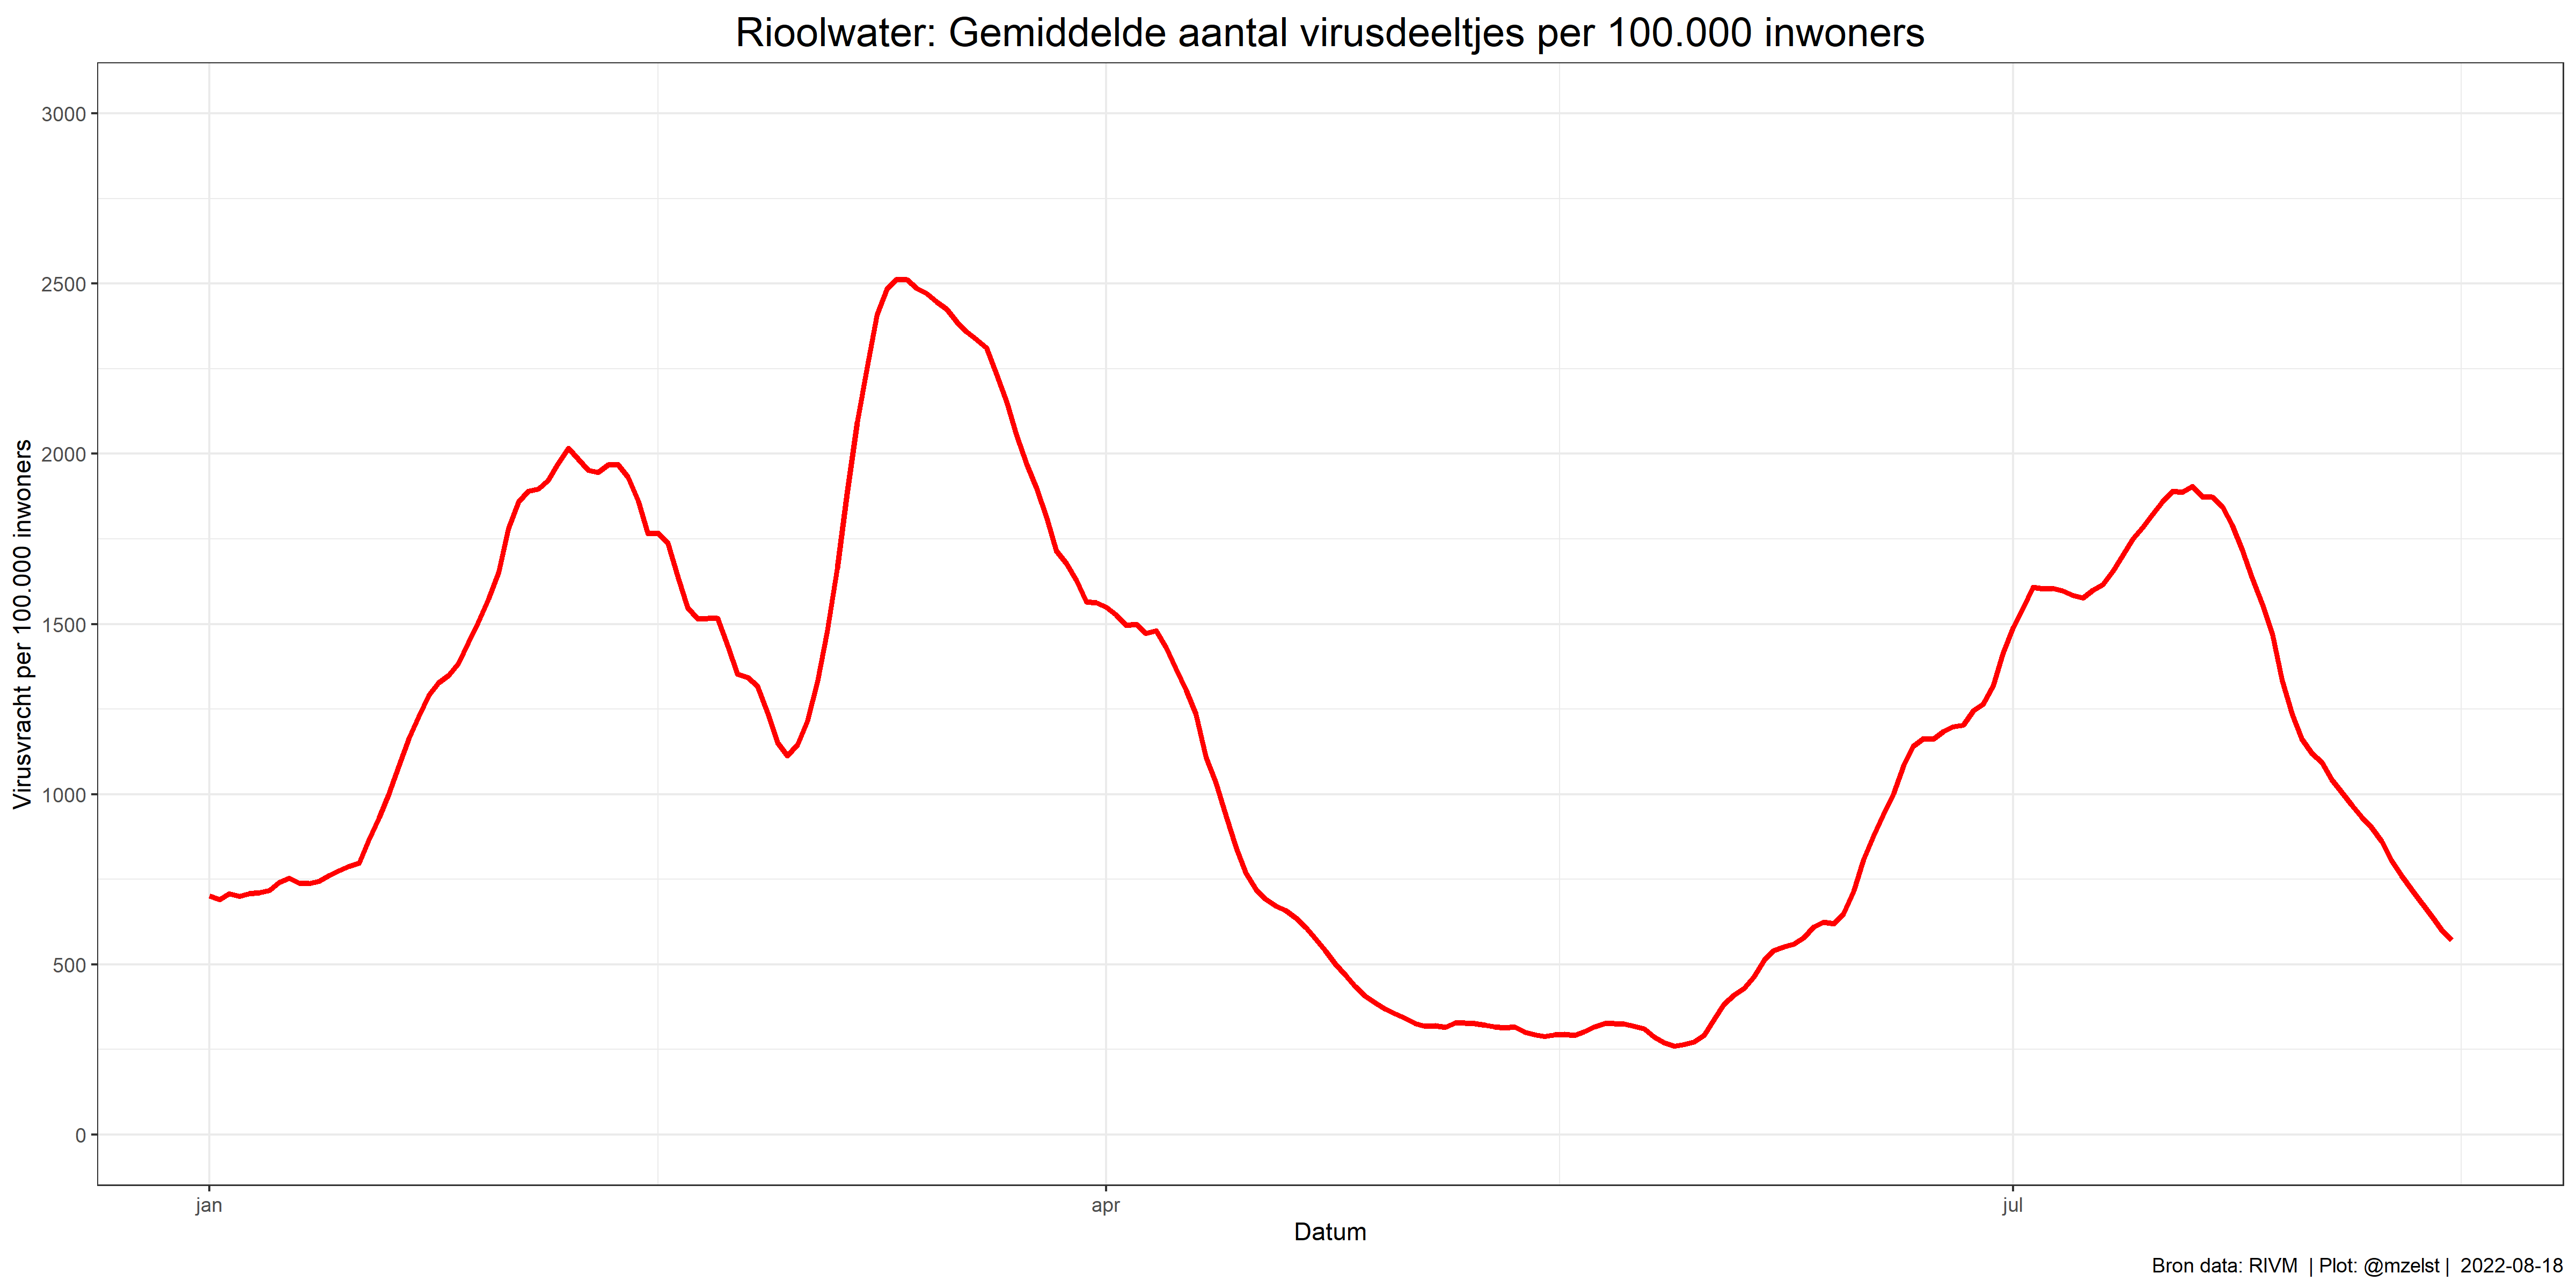 Rioolwater: Gemiddelde aantal virusdeeltjes per 100.000 inwoners
Virusvracht per 100.000 inwoners
3000
2500
2000
1500
1000
500
0
jan apr jul
Datum
Bron data: RIVM | Plot: @mzelst | 2022-08-18